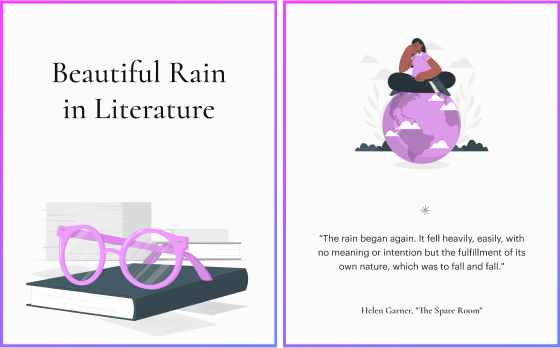 Beautiful Rain
in Literature
“The rain began again. It fell heavily, easily, with
no meaning or intention but the fulfillment of its
own nature, which was to fall and fall.”
Helen Garner, "The Spare Room"